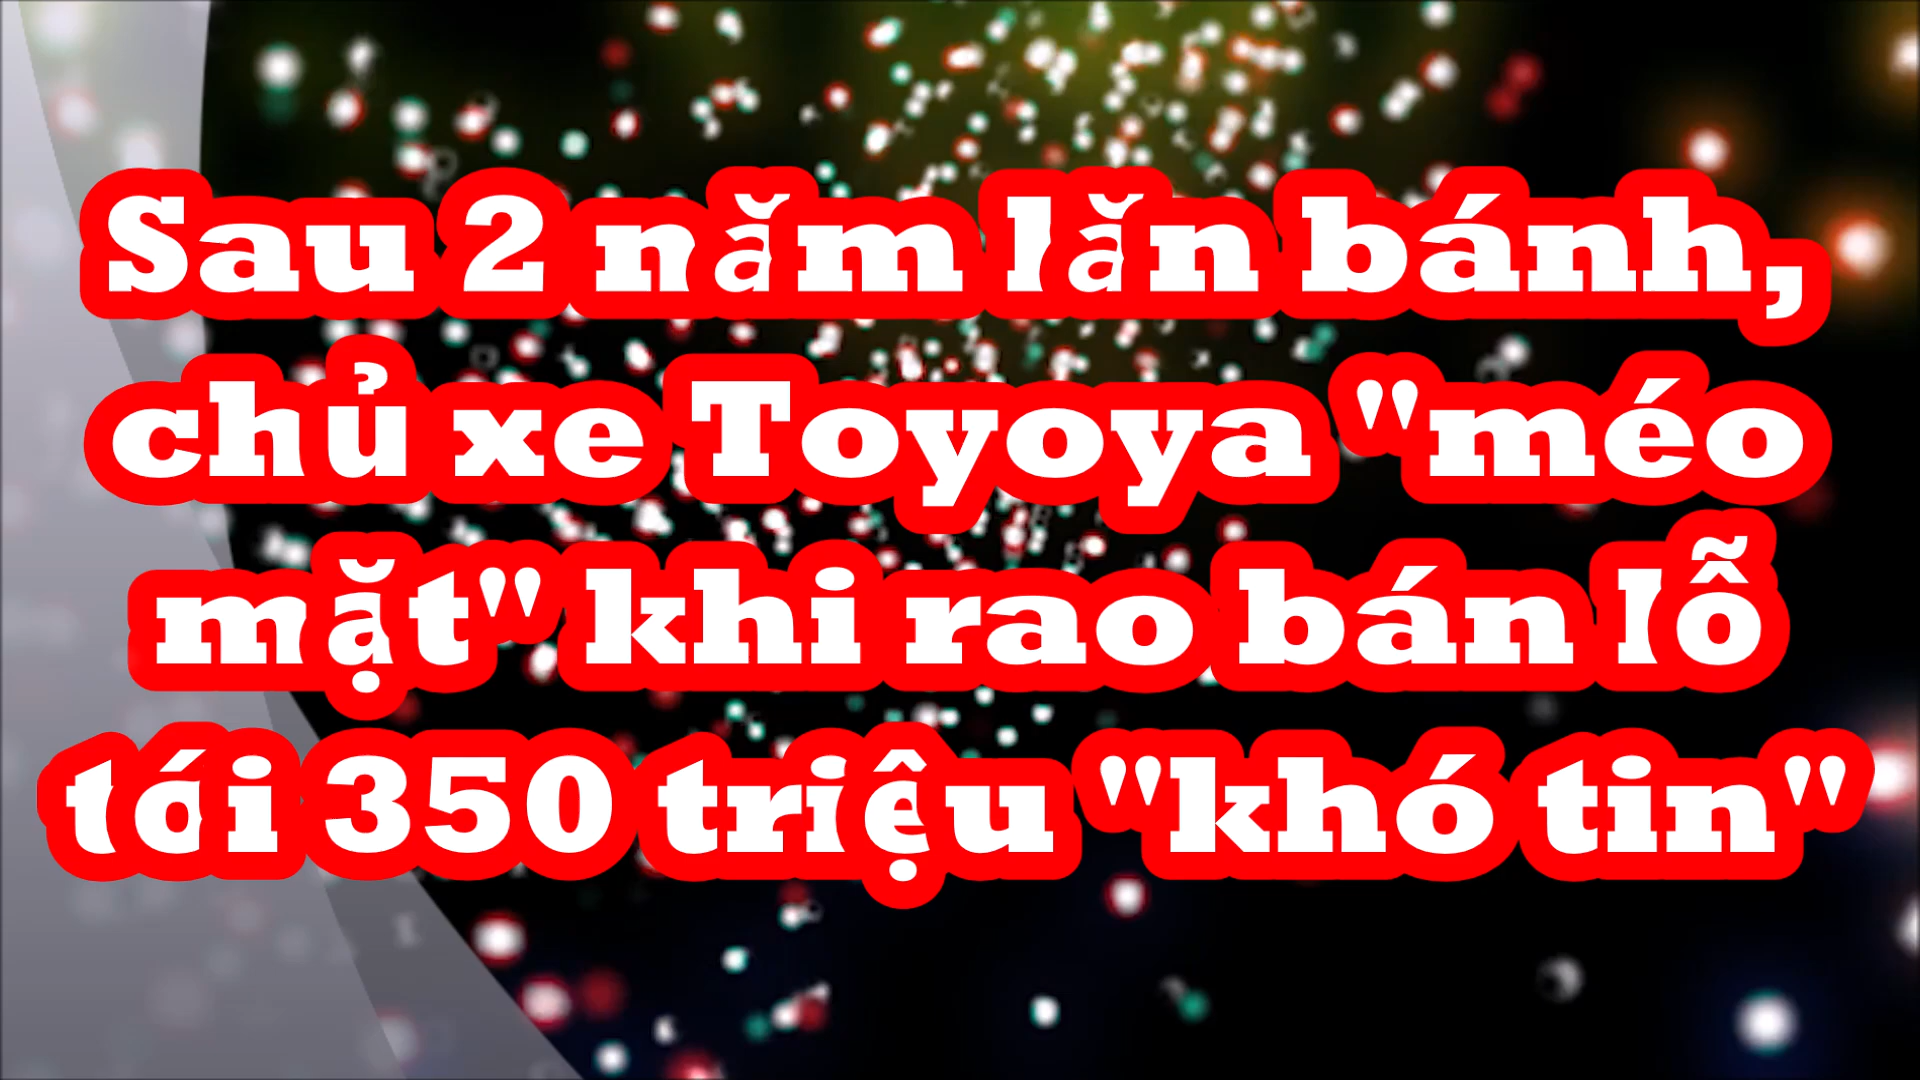 Sau 2 năm lăn bánh,
chủ xe Toyoya "méo
mặt" khi rao bán lỗ
tới 350 triệu "khó tin"